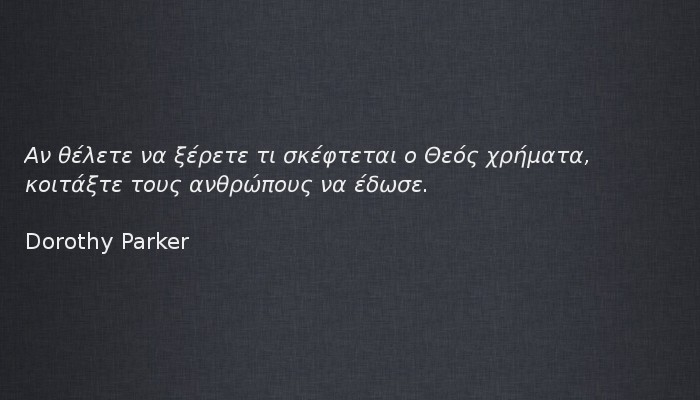 Αν θέλετε να ξέρετε τι σκέφτεται ο Θεός χρήματα,
κοιτάξτε τους ανθρώπους να έδωσε.
Dorothy Parker